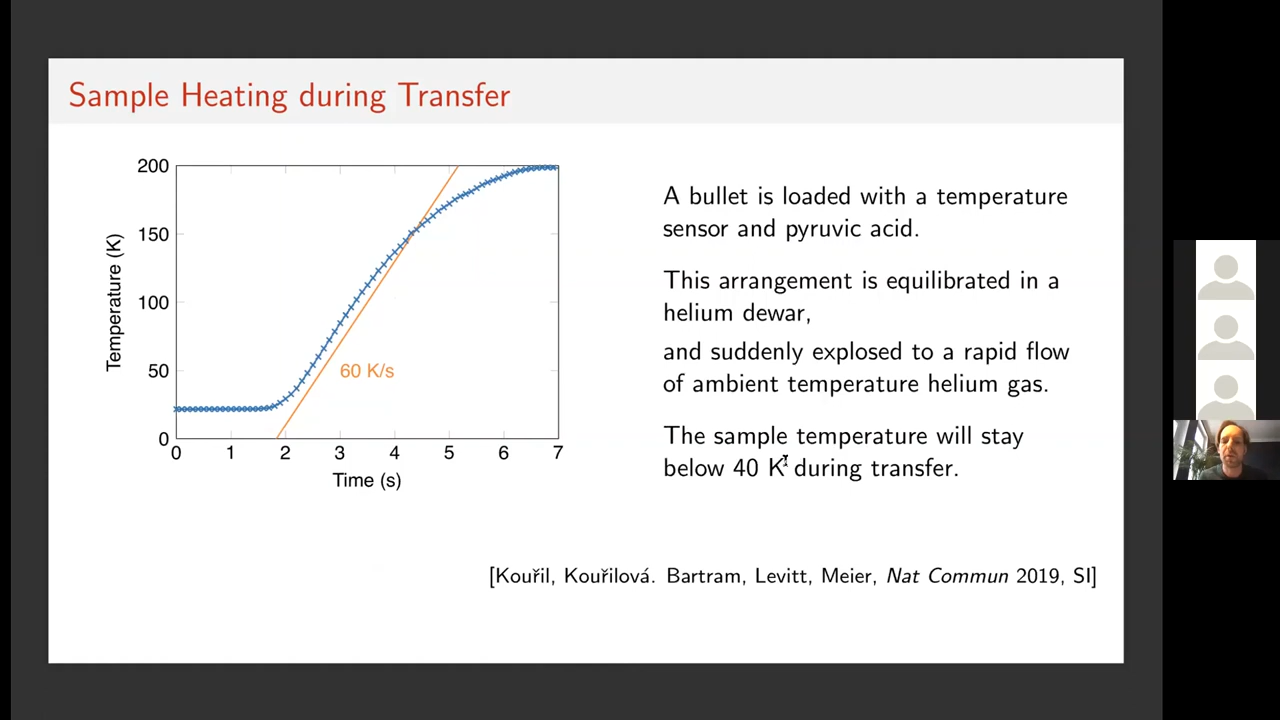 Sample Heating during Transfer
200
150
100
50
0
Temperature (K)
60 K/s
0 1 2 3 4 5 6 7
Time (s)
A bullet is loaded with a temperature
sensor and pyruvic acid.
This arrangement is equilibrated in a
helium dewar,
and suddenly explosed to a rapid flow
of ambient temperature helium gas.
The sample temperature will stay
below 40 K during transfer.
[Kouřil, Kouřilová. Bartram, Levitt, Meier, Nat Commun 2019, SI]